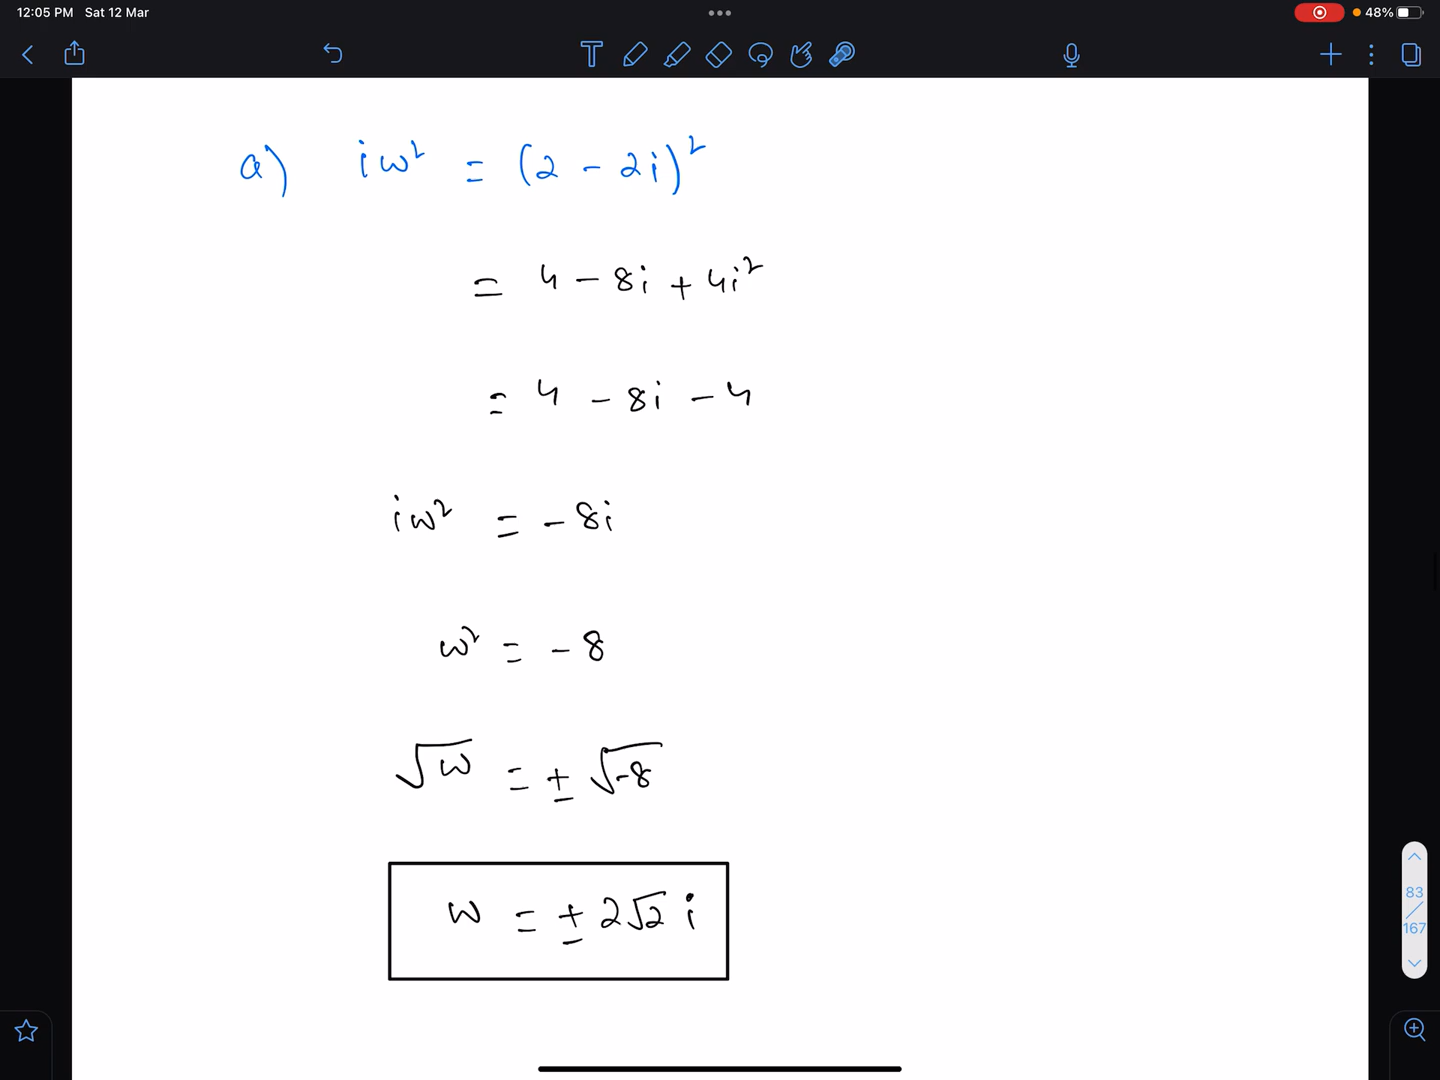 12:05 PM Sat 12 Mar 48%
T
a) iw² = (2 - 2i)²
= 4 - 8i + 4i²
= 4 - 8i - 4
iw² = - 8i
w² = - 8
√w = ± √-8
w = ± 2√2 i
83
167